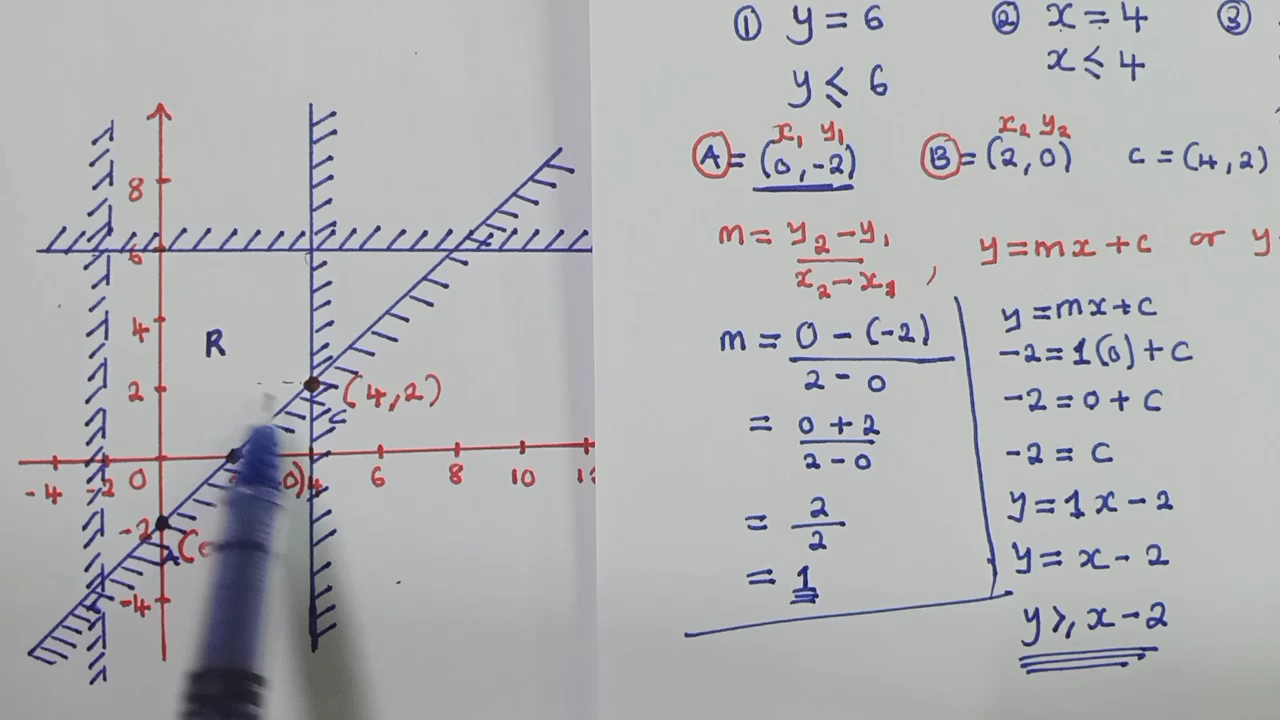 8
6
4
R
2
(4,2)
C
-4 -2 0 4 6 8 10
-2
A
-4
① y = 6 ② x = 4 ③
y ≤ 6 x ≤ 4
x₁ y₁ x₂ y₂
A = (0, -2) B = (2, 0) c = (4, 2)
m = y₂ - y₁ / x₂ - x₁ , y = mx + c or y
m = 0 - (-2) / 2 - 0
= 0 + 2 / 2 - 0
= 2 / 2
= 1
y = mx + c
-2 = 1(0) + c
-2 = 0 + c
-2 = c
y = 1x - 2
y = x - 2
y ≥ x - 2